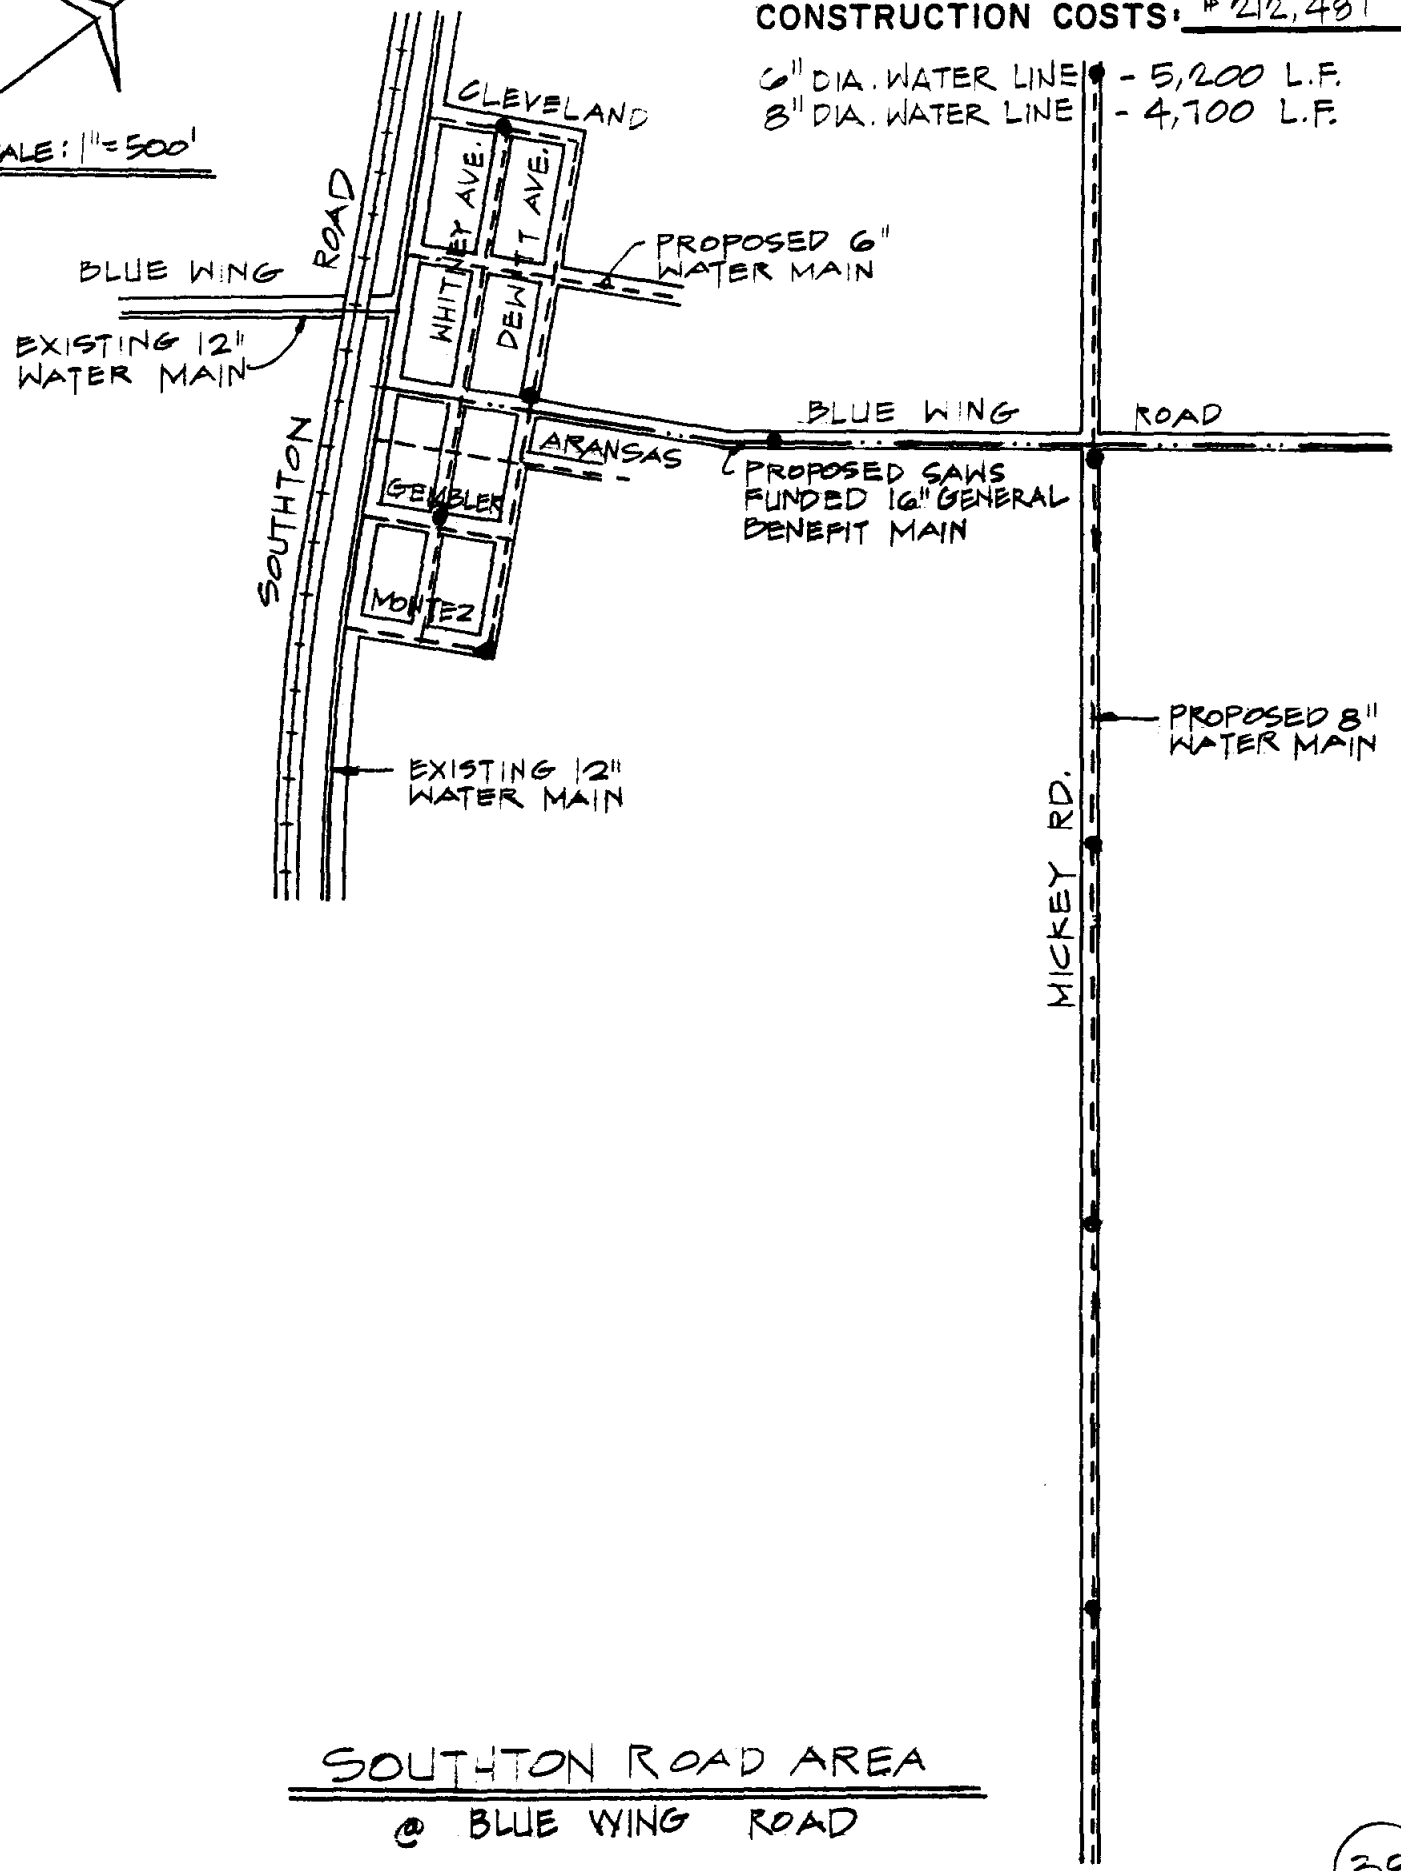 CONSTRUCTION COSTS: $212,481
6" DIA. WATER LINE - 5,200 L.F.
8" DIA. WATER LINE - 4,700 L.F.
ALE: 1"=500'
CLEVELAND
WHITNEY AVE.
DEWITT AVE.
SOUTHTON ROAD
BLUE WING
PROPOSED 6"
WATER MAIN
EXISTING 12"
WATER MAIN
BLUE WING ROAD
ARANSAS
PROPOSED SAWS
FUNDED 16" GENERAL
BENEFIT MAIN
GEMBLER
MONTEZ
PROPOSED 8"
WATER MAIN
EXISTING 12"
WATER MAIN
MICKEY RD.
SOUTHTON ROAD AREA
@ BLUE WING ROAD